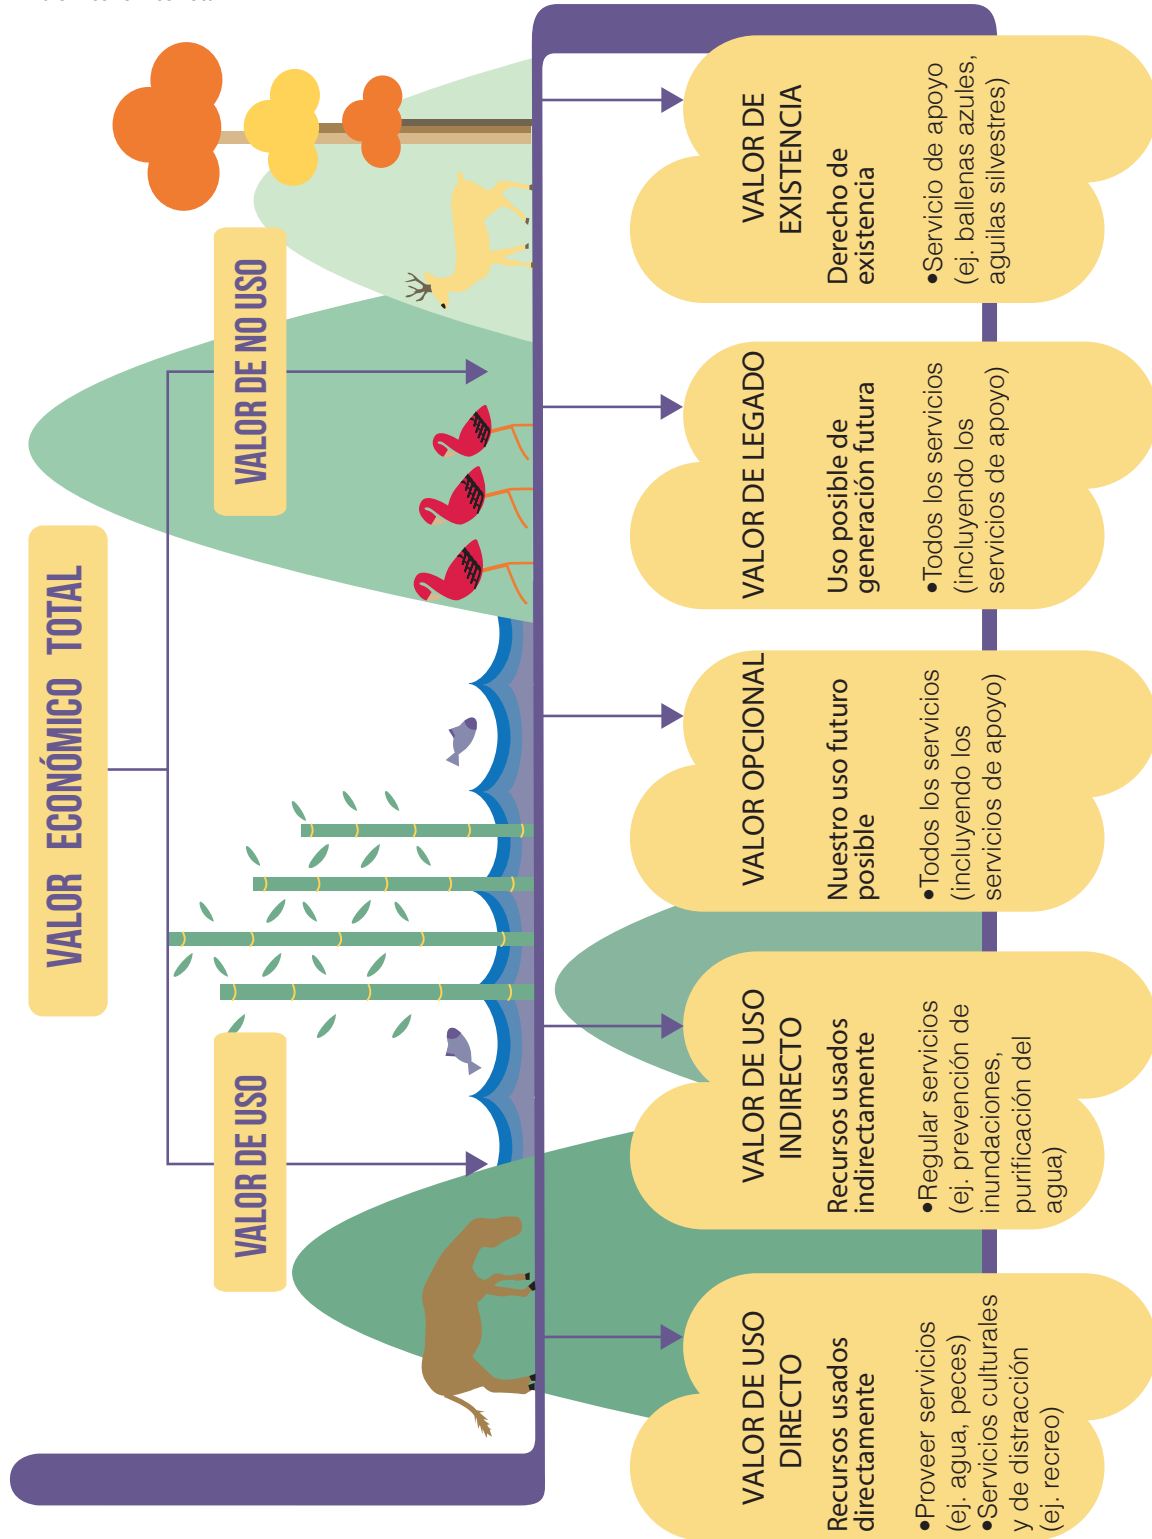 VALOR ECONÓMICO TOTAL
VALOR DE USO
VALOR DE NO USO
VALOR DE USO
DIRECTO
Recursos usados
directamente
•Proveer servicios
(ej. agua, peces)
•Servicios culturales
y de distracción
(ej. recreo)
VALOR DE USO
INDIRECTO
Recursos usados
indirectamente
•Regular servicios
(ej. prevención de
inundaciones,
purificación del
agua)
VALOR OPCIONAL
Nuestro uso futuro
posible
•Todos los servicios
(incluyendo los
servicios de apoyo)
VALOR DE LEGADO
Uso posible de
generación futura
•Todos los servicios
(incluyendo los
servicios de apoyo)
VALOR DE
EXISTENCIA
Derecho de
existencia
•Servicio de apoyo
(ej. ballenas azules,
aguilas silvestres)